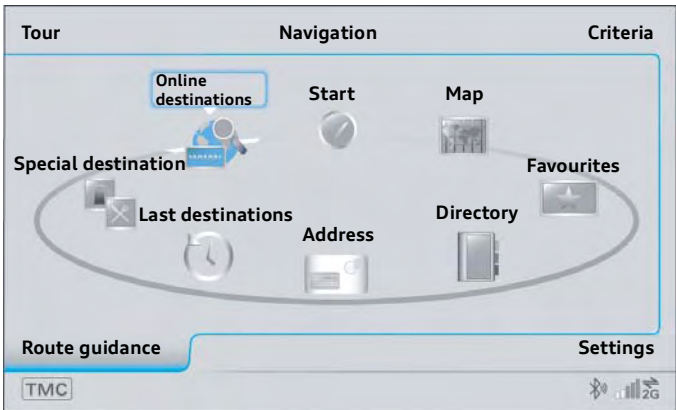 Tour
Navigation
Criteria
Online
destinations
Start
Map
Special destination
Favourites
Last destinations
Directory
Address
Route guidance
Settings
TMC
2G